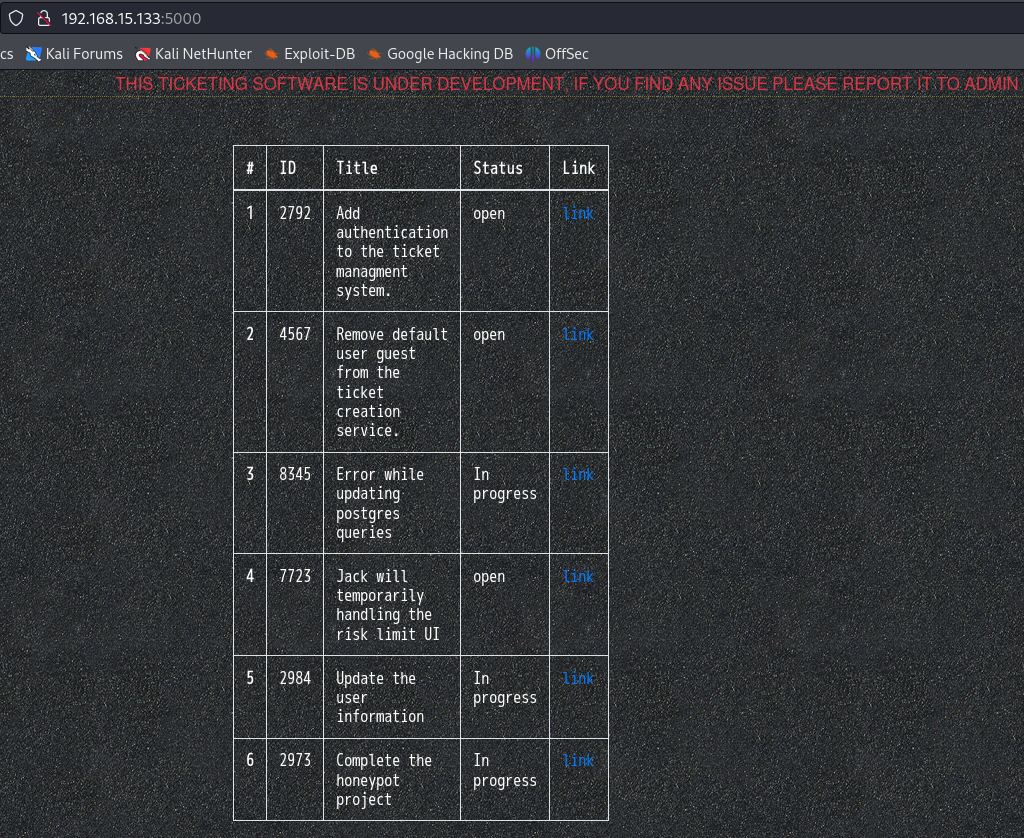 192.168.15.133:5000
cs Kali Forums Kali NetHunter Exploit-DB Google Hacking DB OffSec
THIS TICKETING SOFTWARE IS UNDER DEVELOPMENT, IF YOU FIND ANY ISSUE PLEASE REPORT IT TO ADMIN
# ID Title Status Link
1 2792 Add open link
authentication
to the ticket
managment
system.
2 4567 Remove default open link
user guest
from the
ticket
creation
service.
3 8345 Error while In link
updating progress
postgres
queries
4 7723 Jack will open link
temporarily
handling the
risk limit UI
5 2984 Update the In link
user progress
information
6 2973 Complete the In link
honeypot progress
project